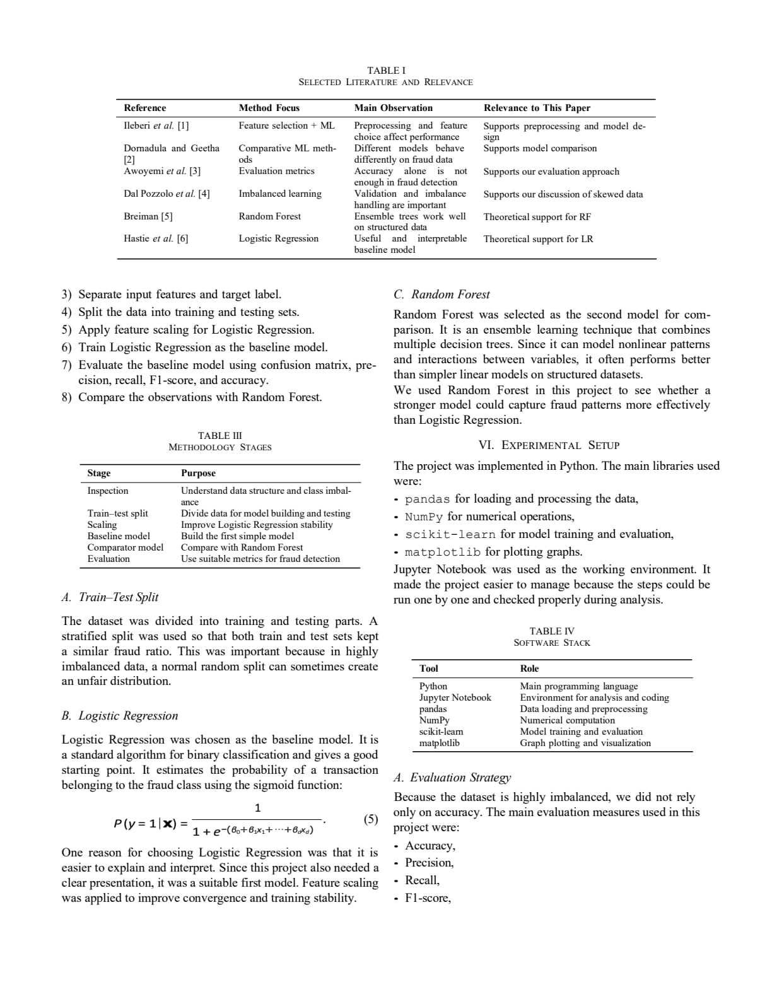 TABLE I
SELECTED LITERATURE AND RELEVANCE
Reference Method Focus Main Observation Relevance to This Paper
Ileberi et al. [1] Feature selection + ML Preprocessing and feature Supports preprocessing and model de-
choice affect performance sign
Dornadula and Geetha Comparative ML meth- Different models behave Supports model comparison
[2] ods differently on fraud data
Awoyemi et al. [3] Evaluation metrics Accuracy alone is not Supports our evaluation approach
enough in fraud detection
Dal Pozzolo et al. [4] Imbalanced learning Validation and imbalance Supports our discussion of skewed data
handling are important
Breiman [5] Random Forest Ensemble trees work well Theoretical support for RF
on structured data
Hastie et al. [6] Logistic Regression Useful and interpretable Theoretical support for LR
baseline model
3) Separate input features and target label.
4) Split the data into training and testing sets.
5) Apply feature scaling for Logistic Regression.
6) Train Logistic Regression as the baseline model.
7) Evaluate the baseline model using confusion matrix, pre-
cision, recall, F1-score, and accuracy.
8) Compare the observations with Random Forest.
TABLE III
METHODOLOGY STAGES
Stage Purpose
Inspection Understand data structure and class imbal-
ance
Train–test split Divide data for model building and testing
Scaling Improve Logistic Regression stability
Baseline model Build the first simple model
Comparator model Compare with Random Forest
Evaluation Use suitable metrics for fraud detection
A. Train–Test Split
The dataset was divided into training and testing parts. A
stratified split was used so that both train and test sets kept
a similar fraud ratio. This was important because in highly
imbalanced data, a normal random split can sometimes create
an unfair distribution.
B. Logistic Regression
Logistic Regression was chosen as the baseline model. It is
a standard algorithm for binary classification and gives a good
starting point. It estimates the probability of a transaction
belonging to the fraud class using the sigmoid function:
1
P(y = 1|x) = 1 + e−(β0+β1x1+···+βdxd) . (5)
One reason for choosing Logistic Regression was that it is
easier to explain and interpret. Since this project also needed a
clear presentation, it was a suitable first model. Feature scaling
was applied to improve convergence and training stability.
C. Random Forest
Random Forest was selected as the second model for com-
parison. It is an ensemble learning technique that combines
multiple decision trees. Since it can model nonlinear patterns
and interactions between variables, it often performs better
than simpler linear models on structured datasets.
We used Random Forest in this project to see whether a
stronger model could capture fraud patterns more effectively
than Logistic Regression.
VI. EXPERIMENTAL SETUP
The project was implemented in Python. The main libraries used
were:
• pandas for loading and processing the data,
• NumPy for numerical operations,
• scikit-learn for model training and evaluation,
• matplotlib for plotting graphs.
Jupyter Notebook was used as the working environment. It
made the project easier to manage because the steps could be
run one by one and checked properly during analysis.
TABLE IV
SOFTWARE STACK
Tool Role
Python Main programming language
Jupyter Notebook Environment for analysis and coding
pandas Data loading and preprocessing
NumPy Numerical computation
scikit-learn Model training and evaluation
matplotlib Graph plotting and visualization
A. Evaluation Strategy
Because the dataset is highly imbalanced, we did not rely
only on accuracy. The main evaluation measures used in this
project were:
• Accuracy,
• Precision,
• Recall,
• F1-score,